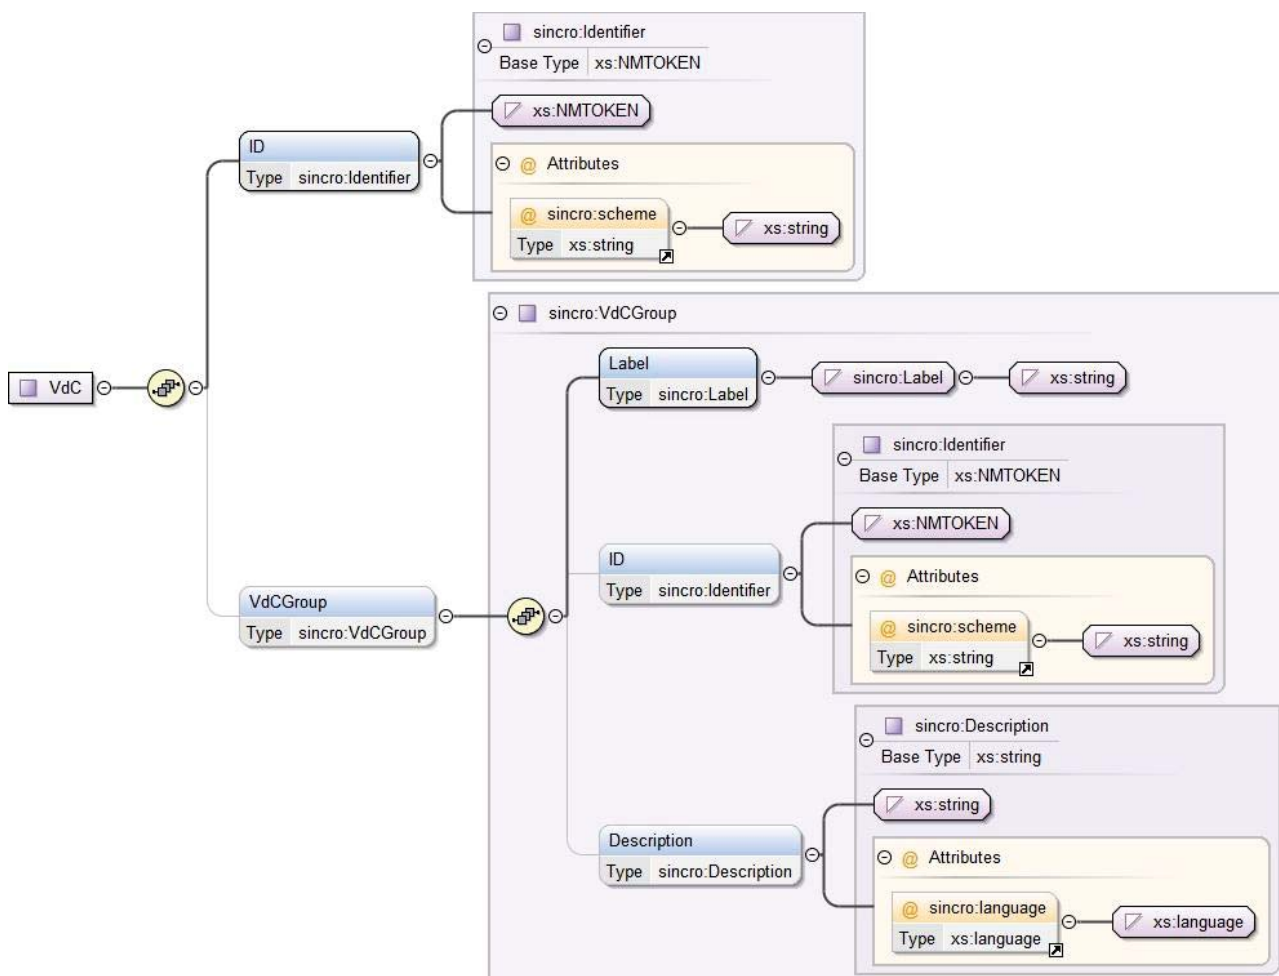 sincro:Identifier
Base Type xs:NMTOKEN
xs:NMTOKEN
ID
Type sincro:Identifier
@ Attributes
@ sincro:scheme
Type xs:string
xs:string
VdC
sincro:VdCGroup
Label
Type sincro:Label
sincro:Label
xs:string
sincro:Identifier
Base Type xs:NMTOKEN
xs:NMTOKEN
ID
Type sincro:Identifier
@ Attributes
@ sincro:scheme
Type xs:string
xs:string
VdCGroup
Type sincro:VdCGroup
sincro:Description
Base Type xs:string
xs:string
Description
Type sincro:Description
@ Attributes
@ sincro:language
Type xs:language
xs:language